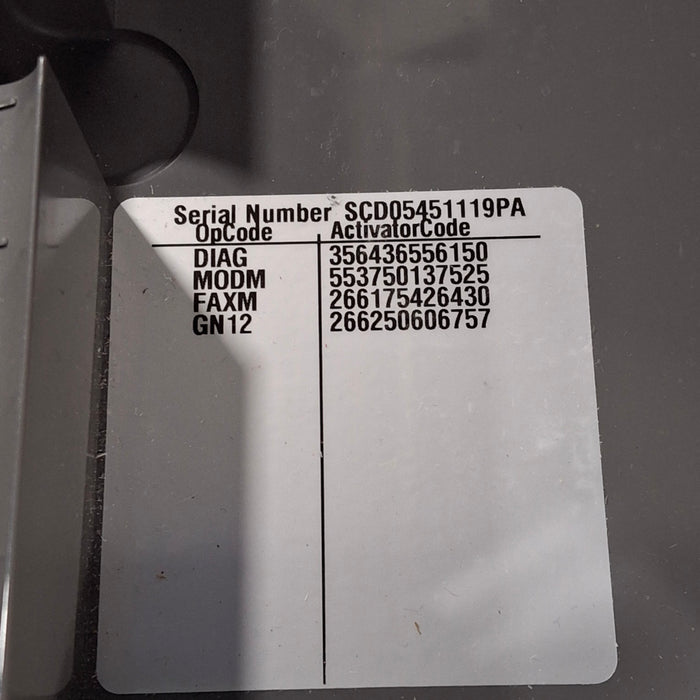 Serial Number SCD05451119PA
OpCode ActivatorCode
DIAG 356436556150
MODM 553750137525
FAXM 266175426430
GN12 266250606757